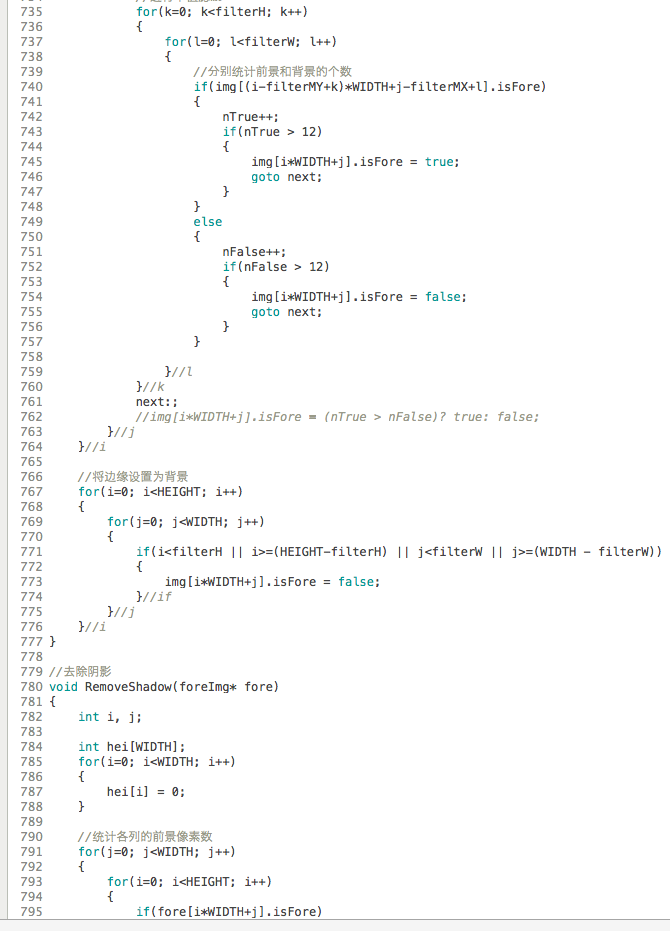 735 for(k=0; k<filterH; k++)
736 {
737 for(l=0; l<filterW; l++)
738 {
739 //分别统计前景和背景的个数
740 if(img[(i-filterMY+k)*WIDTH+j-filterMX+l].isFore)
741 {
742 nTrue++;
743 if(nTrue > 12)
744 {
745 img[i*WIDTH+j].isFore = true;
746 goto next;
747 }
748 }
749 else
750 {
751 nFalse++;
752 if(nFalse > 12)
753 {
754 img[i*WIDTH+j].isFore = false;
755 goto next;
756 }
757 }
758
759 }//l
760 }//k
761 next:;
762 //img[i*WIDTH+j].isFore = (nTrue > nFalse)? true: false;
763 }//j
764 }//i
765
766 //将边缘设置为背景
767 for(i=0; i<HEIGHT; i++)
768 {
769 for(j=0; j<WIDTH; j++)
770 {
771 if(i<filterH || i>=(HEIGHT-filterH) || j<filterW || j>=(WIDTH - filterW))
772 {
773 img[i*WIDTH+j].isFore = false;
774 }//if
775 }//j
776 }//i
777 }
778
779 //去除阴影
780 void RemoveShadow(foreImg* fore)
781 {
782 int i, j;
783
784 int hei[WIDTH];
785 for(i=0; i<WIDTH; i++)
786 {
787 hei[i] = 0;
788 }
789
790 //统计各列的前景像素数
791 for(j=0; j<WIDTH; j++)
792 {
793 for(i=0; i<HEIGHT; i++)
794 {
795 if(fore[i*WIDTH+j].isFore)